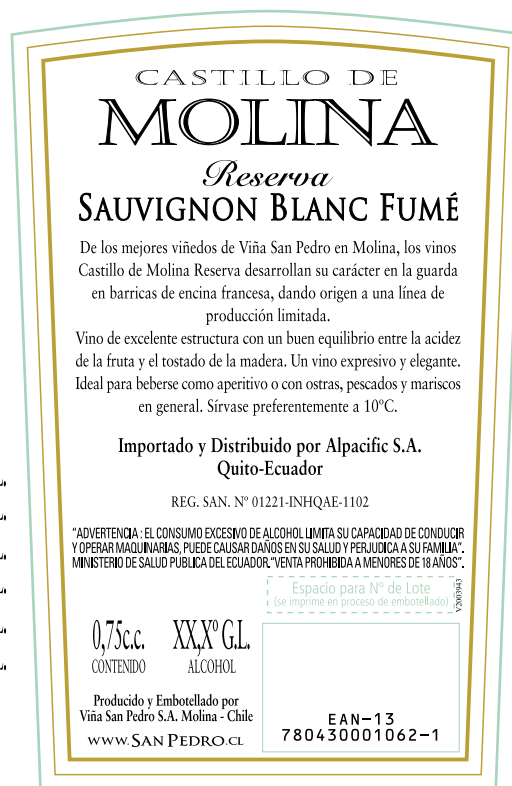 CASTILLO DE
MOLINA
Reserva
SAUVIGNON BLANC FUMÉ
De los mejores viñedos de Viña San Pedro en Molina, los vinos
Castillo de Molina Reserva desarrollan su carácter en la guarda
en barricas de encina francesa, dando origen a una línea de
producción limitada.
Vino de excelente estructura con un buen equilibrio entre la acidez
de la fruta y el tostado de la madera. Un vino expresivo y elegante.
Ideal para beberse como aperitivo o con ostras, pescados y mariscos
en general. Sírvase preferentemente a 10ºC.
Importado y Distribuido por Alpacific S.A.
Quito-Ecuador
REG. SAN. Nº 01221-INHQAE-1102
"ADVERTENCIA : EL CONSUMO EXCESIVO DE ALCOHOL LIMITA SU CAPACIDAD DE CONDUCIR
Y OPERAR MAQUINARIAS, PUEDE CAUSAR DAÑOS EN SU SALUD Y PERJUDICA A SU FAMILIA".
MINISTERIO DE SALUD PUBLICA DEL ECUADOR."VENTA PROHIBIDA A MENORES DE 18 AÑOS".
Espacio para Nº de Lote
(se imprime en proceso de embotellado)
0,75c.c.
CONTENIDO
XX,Xº G.L.
ALCOHOL
Producido y Embotellado por
Viña San Pedro S.A. Molina - Chile
WWW.SAN PEDRO.CL
EAN-13
780430001062-1